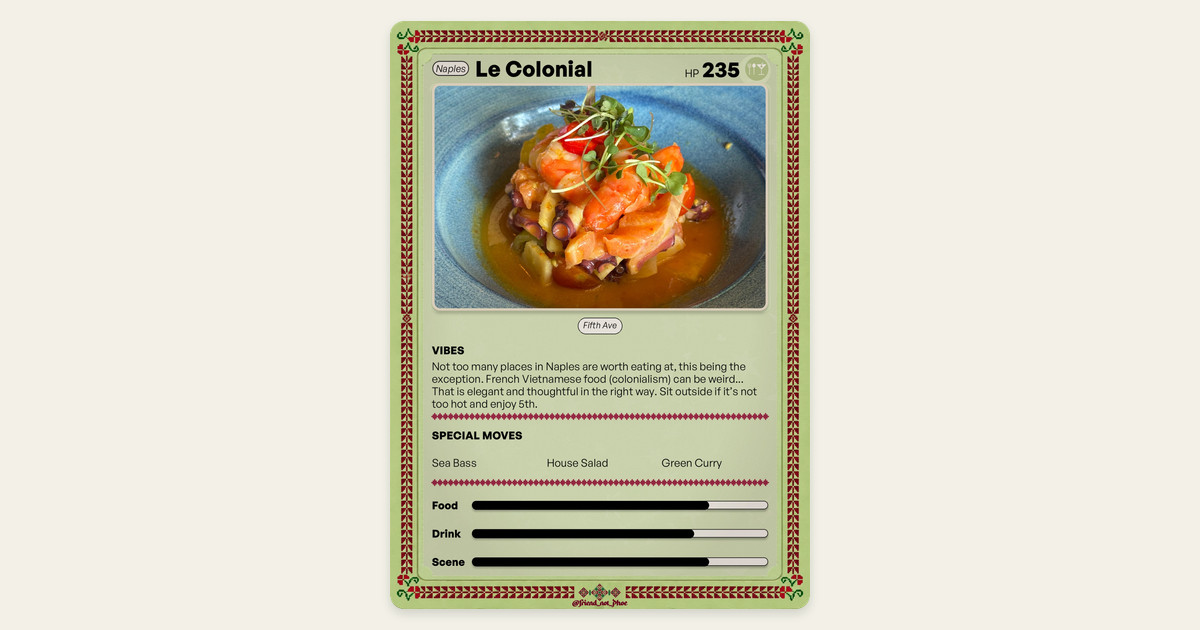 Naples Le Colonial HP 235
Fifth Ave
VIBES
Not too many places in Naples are worth eating at, this being the
exception. French Vietnamese food (colonialism) can be weird...
That is elegant and thoughtful in the right way. Sit outside if it's not
too hot and enjoy 5th.
SPECIAL MOVES
Sea Bass House Salad Green Curry
Food
Drink
Scene
@friend_not_phoe